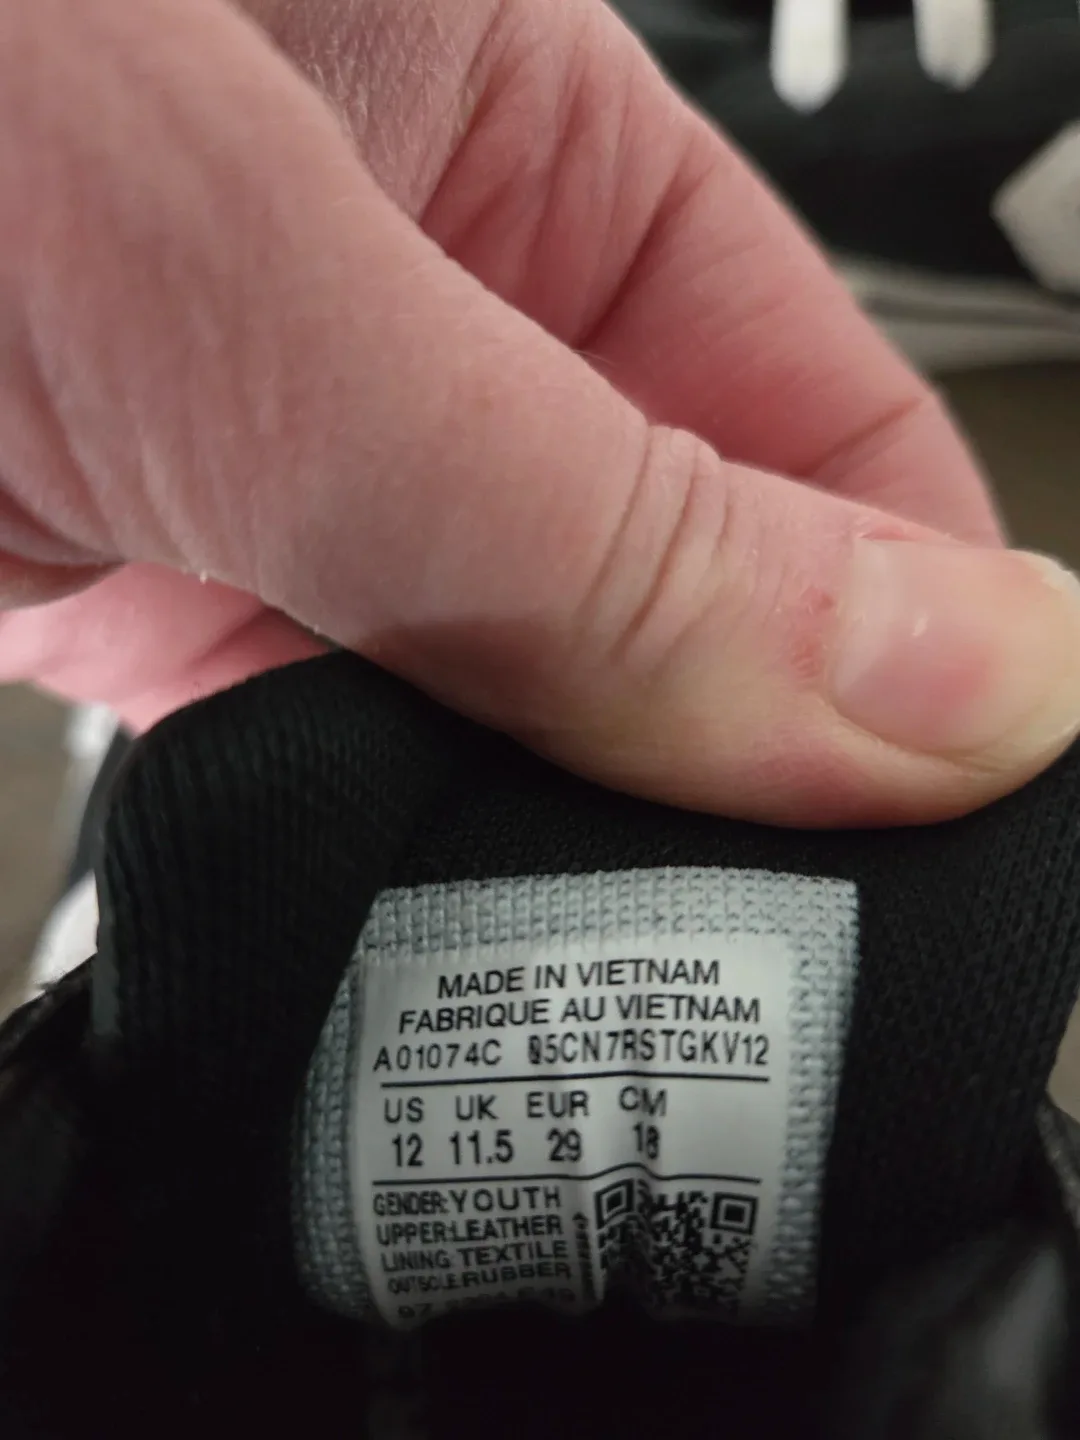 MADE IN VIETNAM
FABRIQUE AU VIETNAM
A01074C 05CN7RSTGKV12
US UK EUR CM
12 11.5 29 18
GENDER:YOUTH
UPPER:LEATHER
LINING:TEXTILE
OUTSOLE:RUBBER